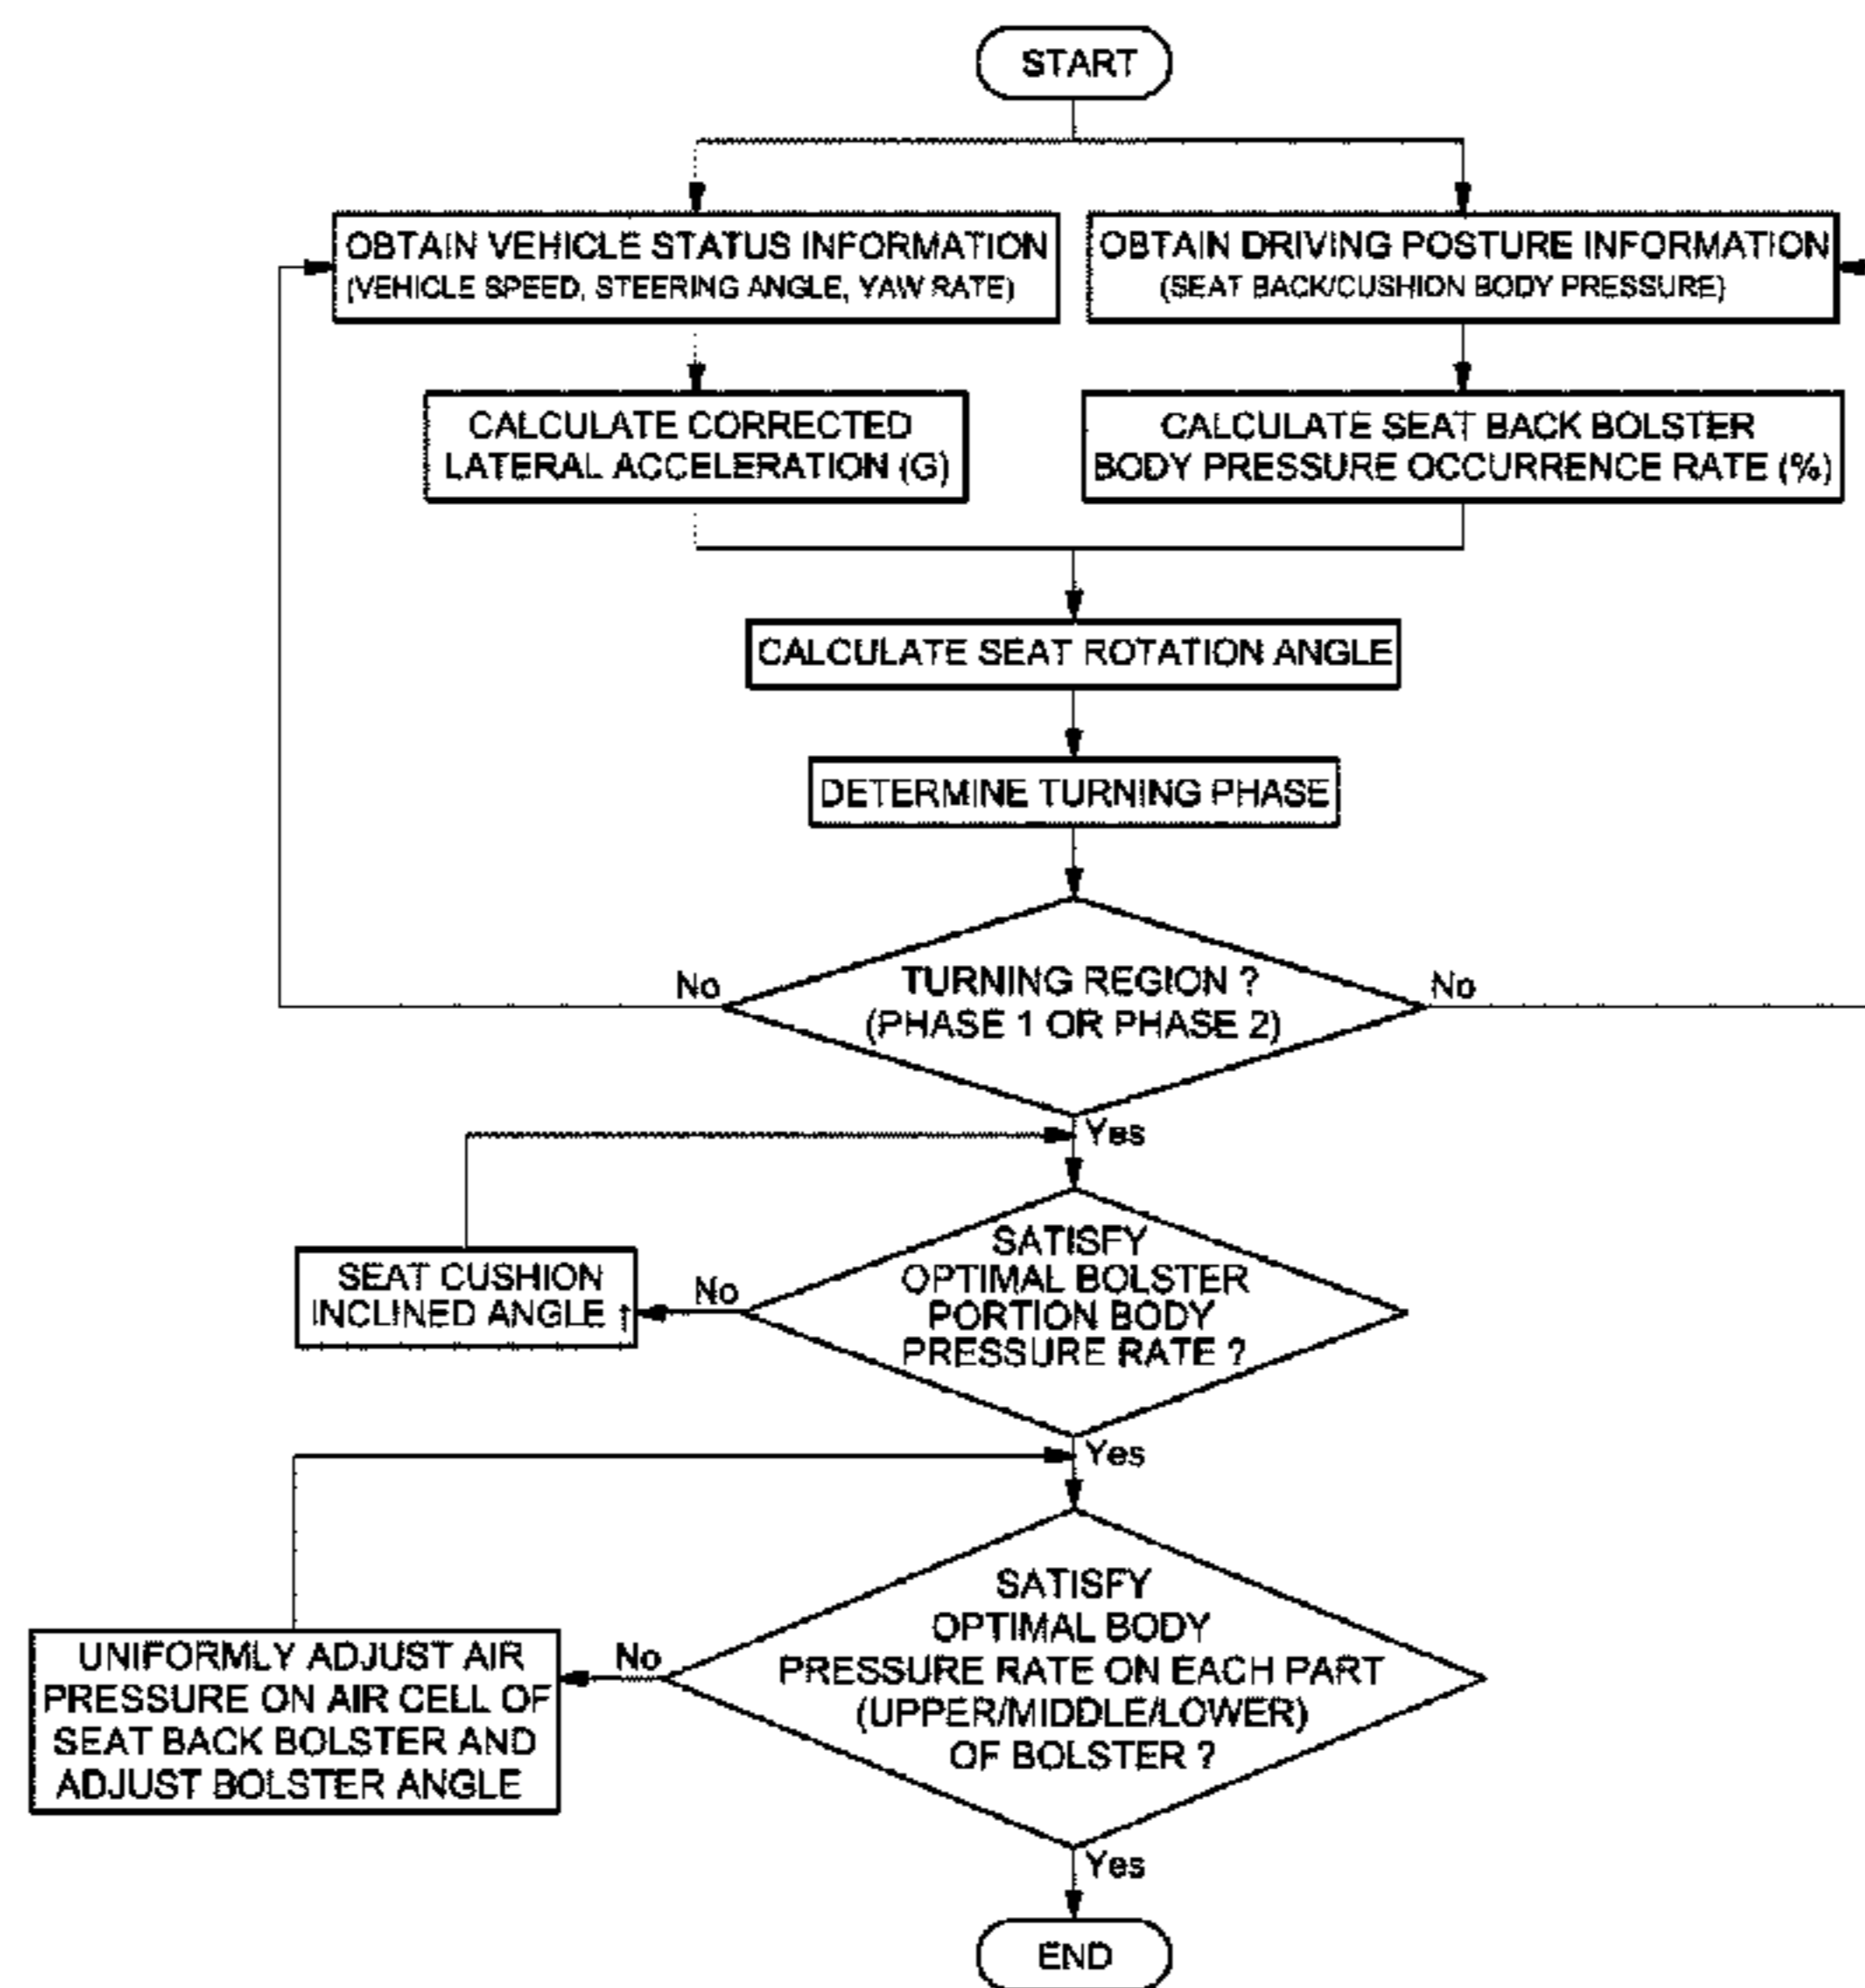 START
OBTAIN VEHICLE STATUS INFORMATION
(VEHICLE SPEED, STEERING ANGLE, YAW RATE)
OBTAIN DRIVING POSTURE INFORMATION
(SEAT BACK/CUSHION BODY PRESSURE)
CALCULATE CORRECTED
LATERAL ACCELERATION (G)
CALCULATE SEAT BACK BOLSTER
BODY PRESSURE OCCURRENCE RATE (%)
CALCULATE SEAT ROTATION ANGLE
DETERMINE TURNING PHASE
No
TURNING REGION ?
(PHASE 1 OR PHASE 2)
No
Yes
SEAT CUSHION
INCLINED ANGLE ↑
No
SATISFY
OPTIMAL BOLSTER
PORTION BODY
PRESSURE RATE ?
Yes
UNIFORMLY ADJUST AIR
PRESSURE ON AIR CELL OF
SEAT BACK BOLSTER AND
ADJUST BOLSTER ANGLE
No
SATISFY
OPTIMAL BODY
PRESSURE RATE ON EACH PART
(UPPER/MIDDLE/LOWER)
OF BOLSTER ?
Yes
END